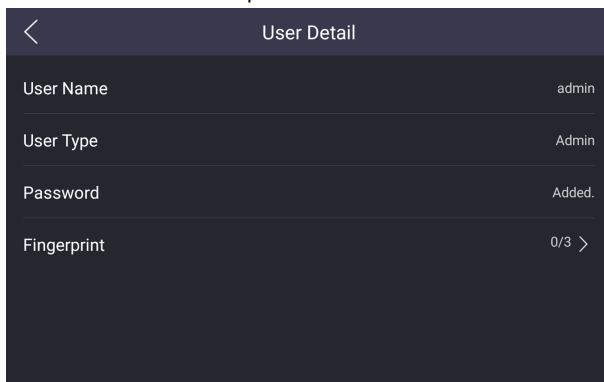 User Detail
User Name admin
User Type Admin
Password Added.
Fingerprint 0/3